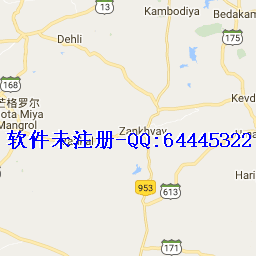 13
Kambodiya
Bedakam
Dehli
175
168
芒格罗尔
ota Miya
Mangrol
Kevd
Zankhvav
软件未注册-QQ:64445322
Hari
953
613
171